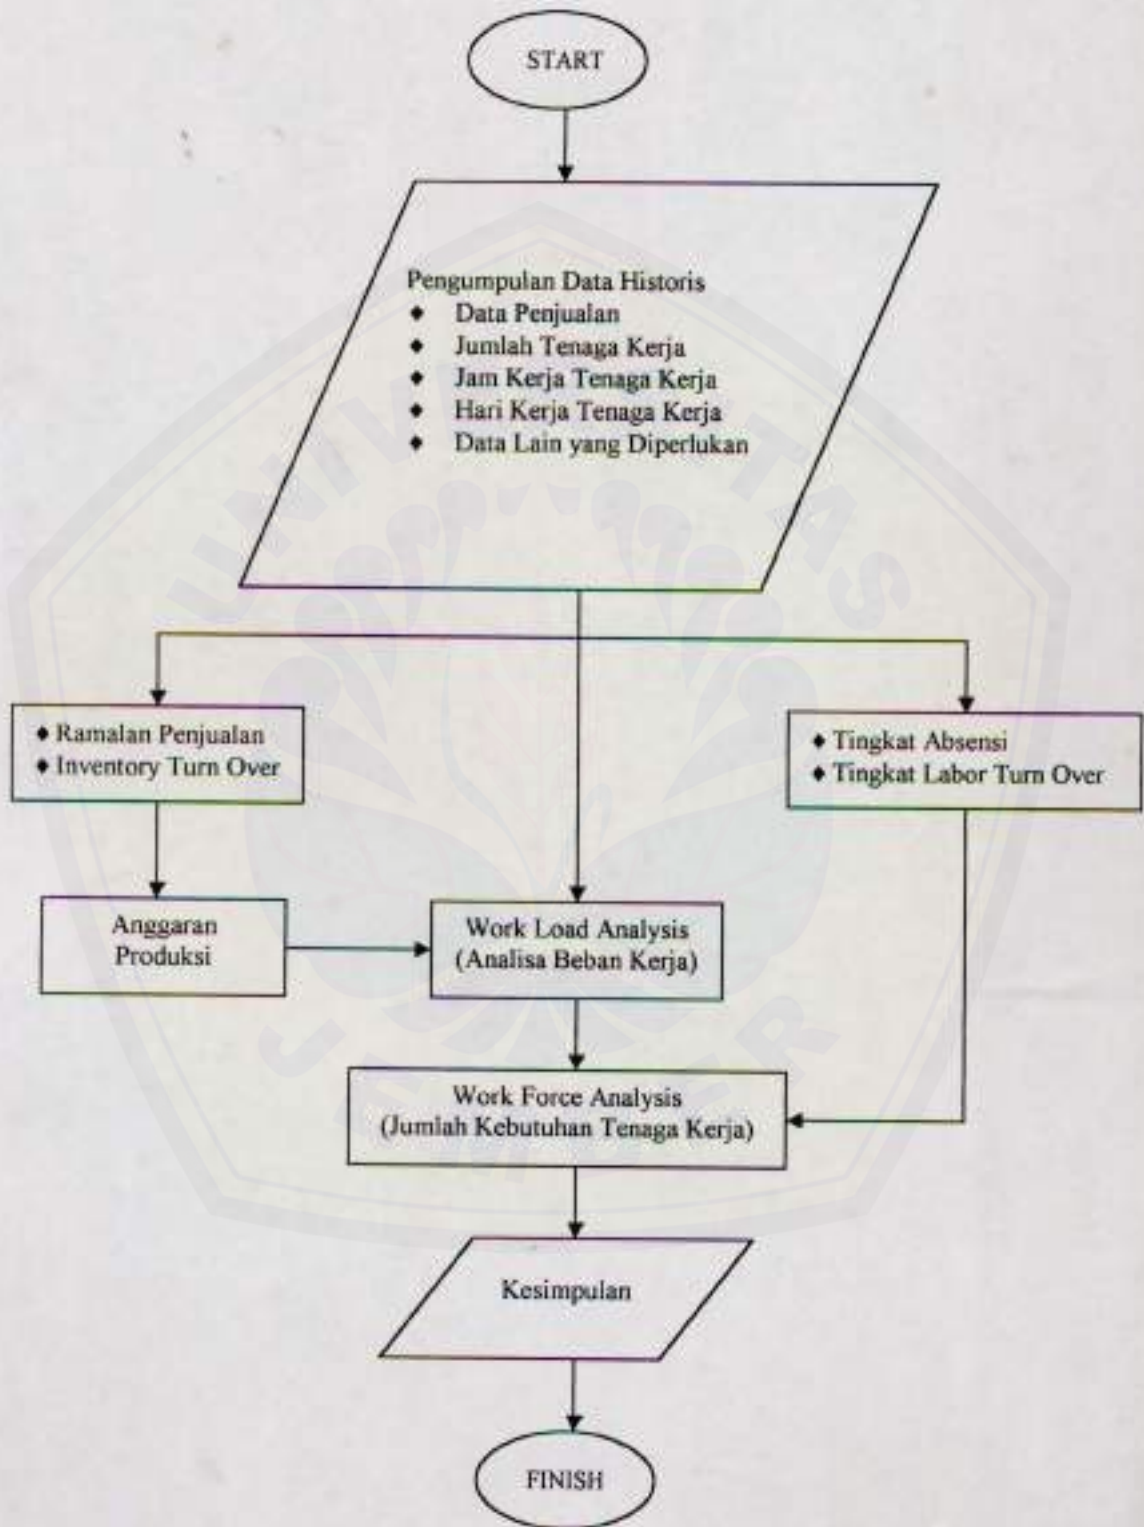 START
Pengumpulan Data Historis
♦ Data Penjualan
♦ Jumlah Tenaga Kerja
♦ Jam Kerja Tenaga Kerja
♦ Hari Kerja Tenaga Kerja
♦ Data Lain yang Diperlukan
♦ Ramalan Penjualan
♦ Inventory Turn Over
♦ Tingkat Absensi
♦ Tingkat Labor Turn Over
Anggaran
Produksi
Work Load Analysis
(Analisa Beban Kerja)
Work Force Analysis
(Jumlah Kebutuhan Tenaga Kerja)
Kesimpulan
FINISH